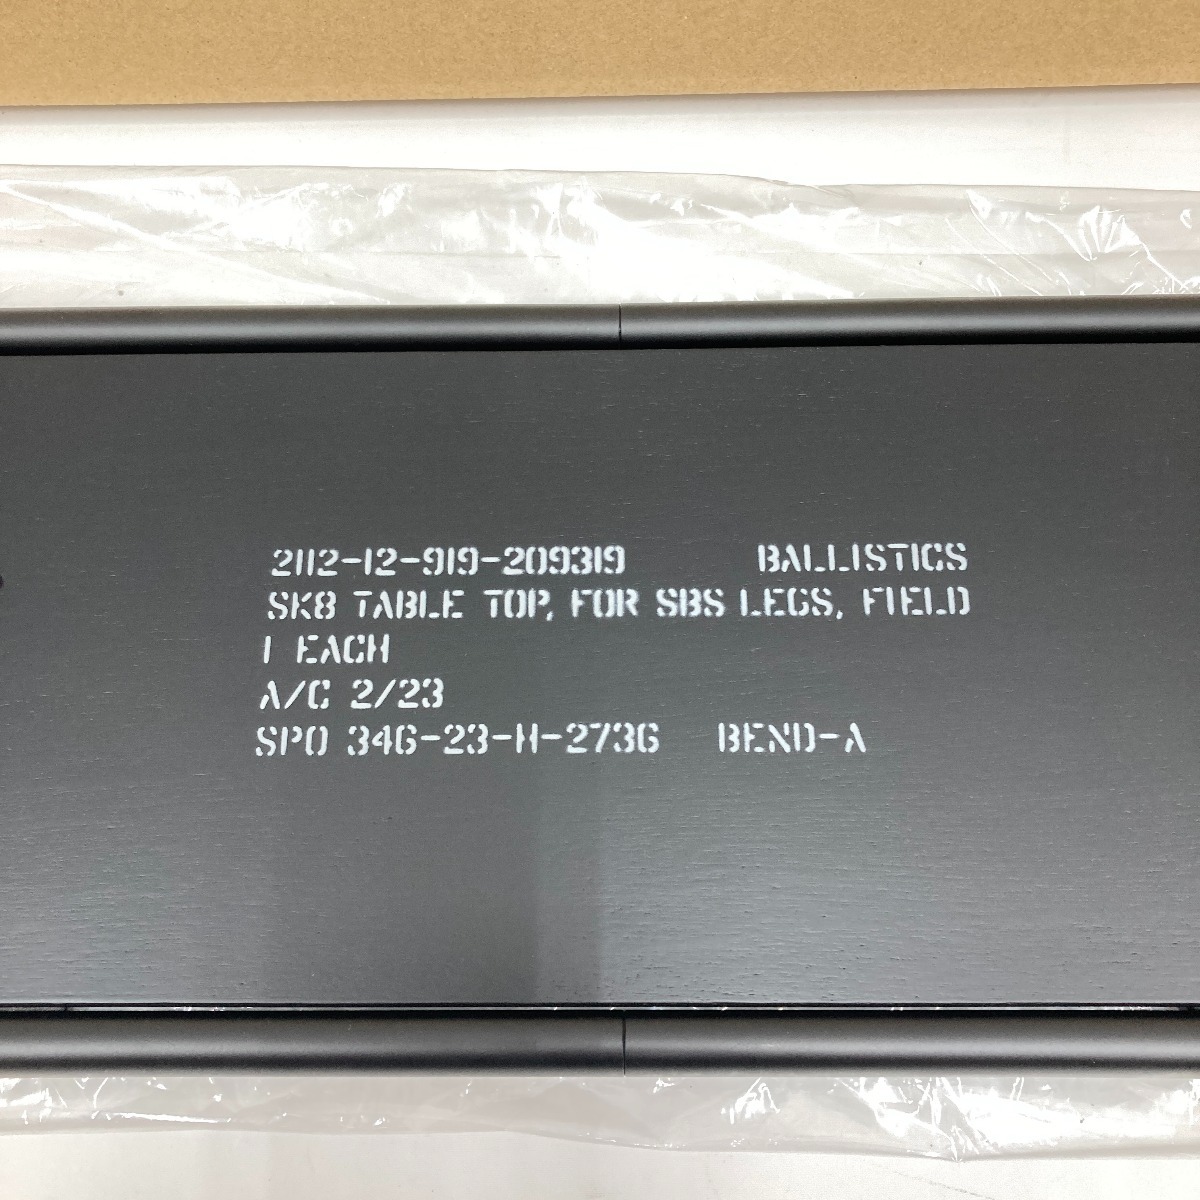 2112-12-919-209319 BALLISTICS
SK8 TABLE TOP, FOR SBS LEGS, FIELD
1 EACH
A/C 2/23
SPO 346-23-H-2736 BEND-A